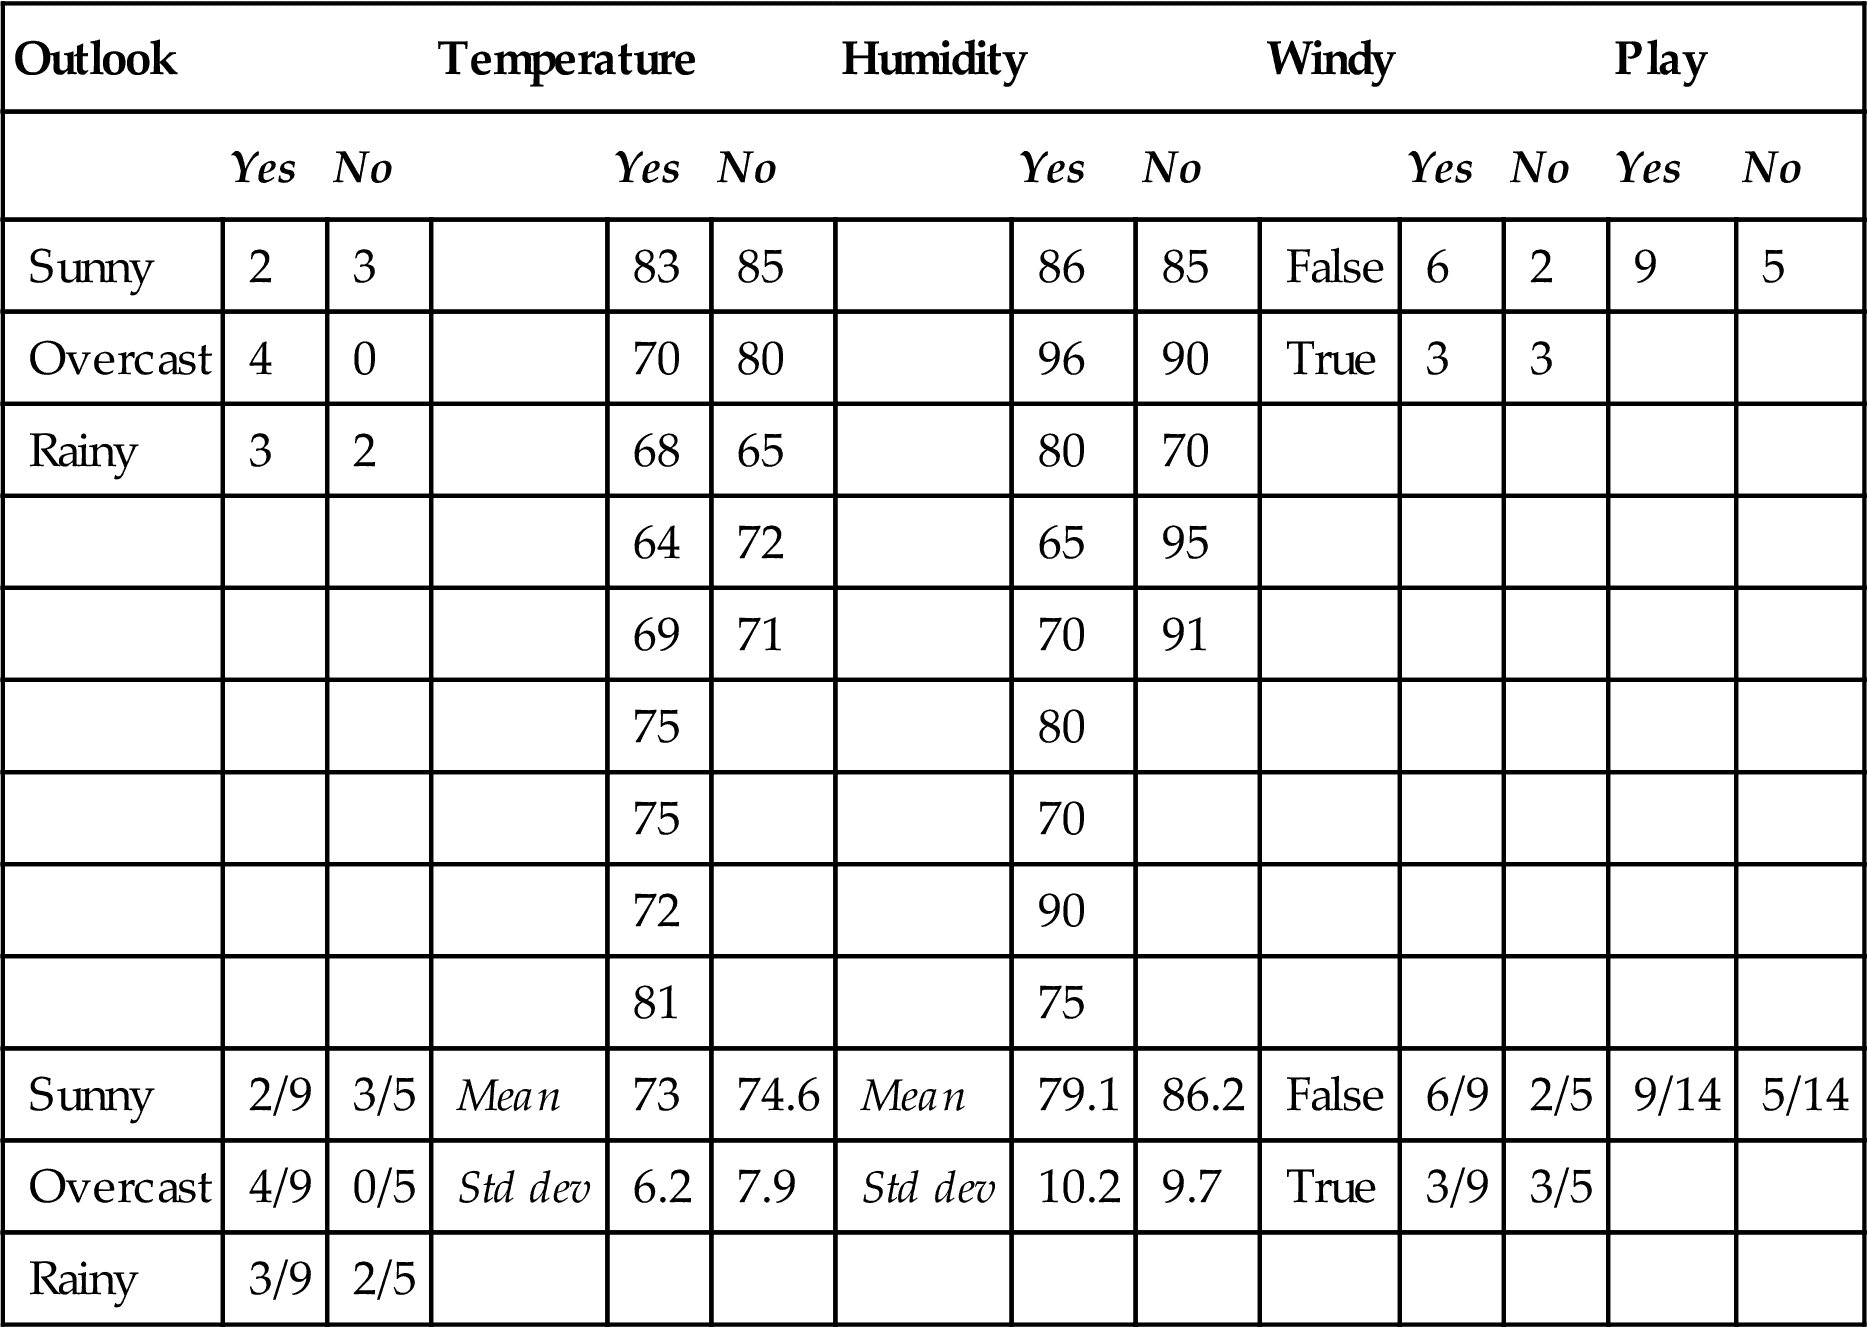 Outlook Temperature Humidity Windy Play
Yes No Yes No Yes No Yes No Yes No
Sunny 2 3 83 85 86 85 False 6 2 9 5
Overcast 4 0 70 80 96 90 True 3 3
Rainy 3 2 68 65 80 70
64 72 65 95
69 71 70 91
75 80
75 70
72 90
81 75
Sunny 2/9 3/5 Mean 73 74.6 Mean 79.1 86.2 False 6/9 2/5 9/14 5/14
Overcast 4/9 0/5 Std dev 6.2 7.9 Std dev 10.2 9.7 True 3/9 3/5
Rainy 3/9 2/5